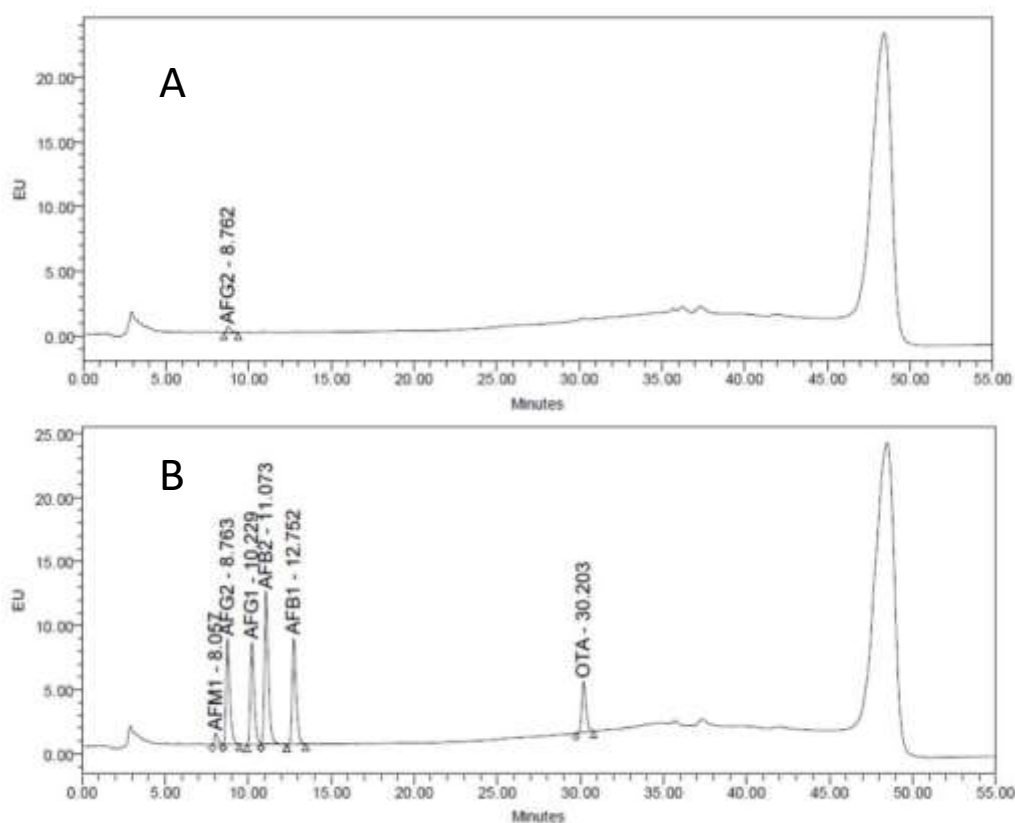 A
20.00
15.00
10.00
5.00
0.00
EU
AFG2 - 8.762
0.00 5.00 10.00 15.00 20.00 25.00 30.00 35.00 40.00 45.00 50.00 55.00
Minutes
B
25.00
20.00
15.00
10.00
5.00
0.00
EU
AFM1 - 8.057
AFG2 - 8.763
AFG1 - 10.229
AFB2 - 11.073
AFB1 - 12.752
OTA - 30.203
0.00 5.00 10.00 15.00 20.00 25.00 30.00 35.00 40.00 45.00 50.00 55.00
Minutes